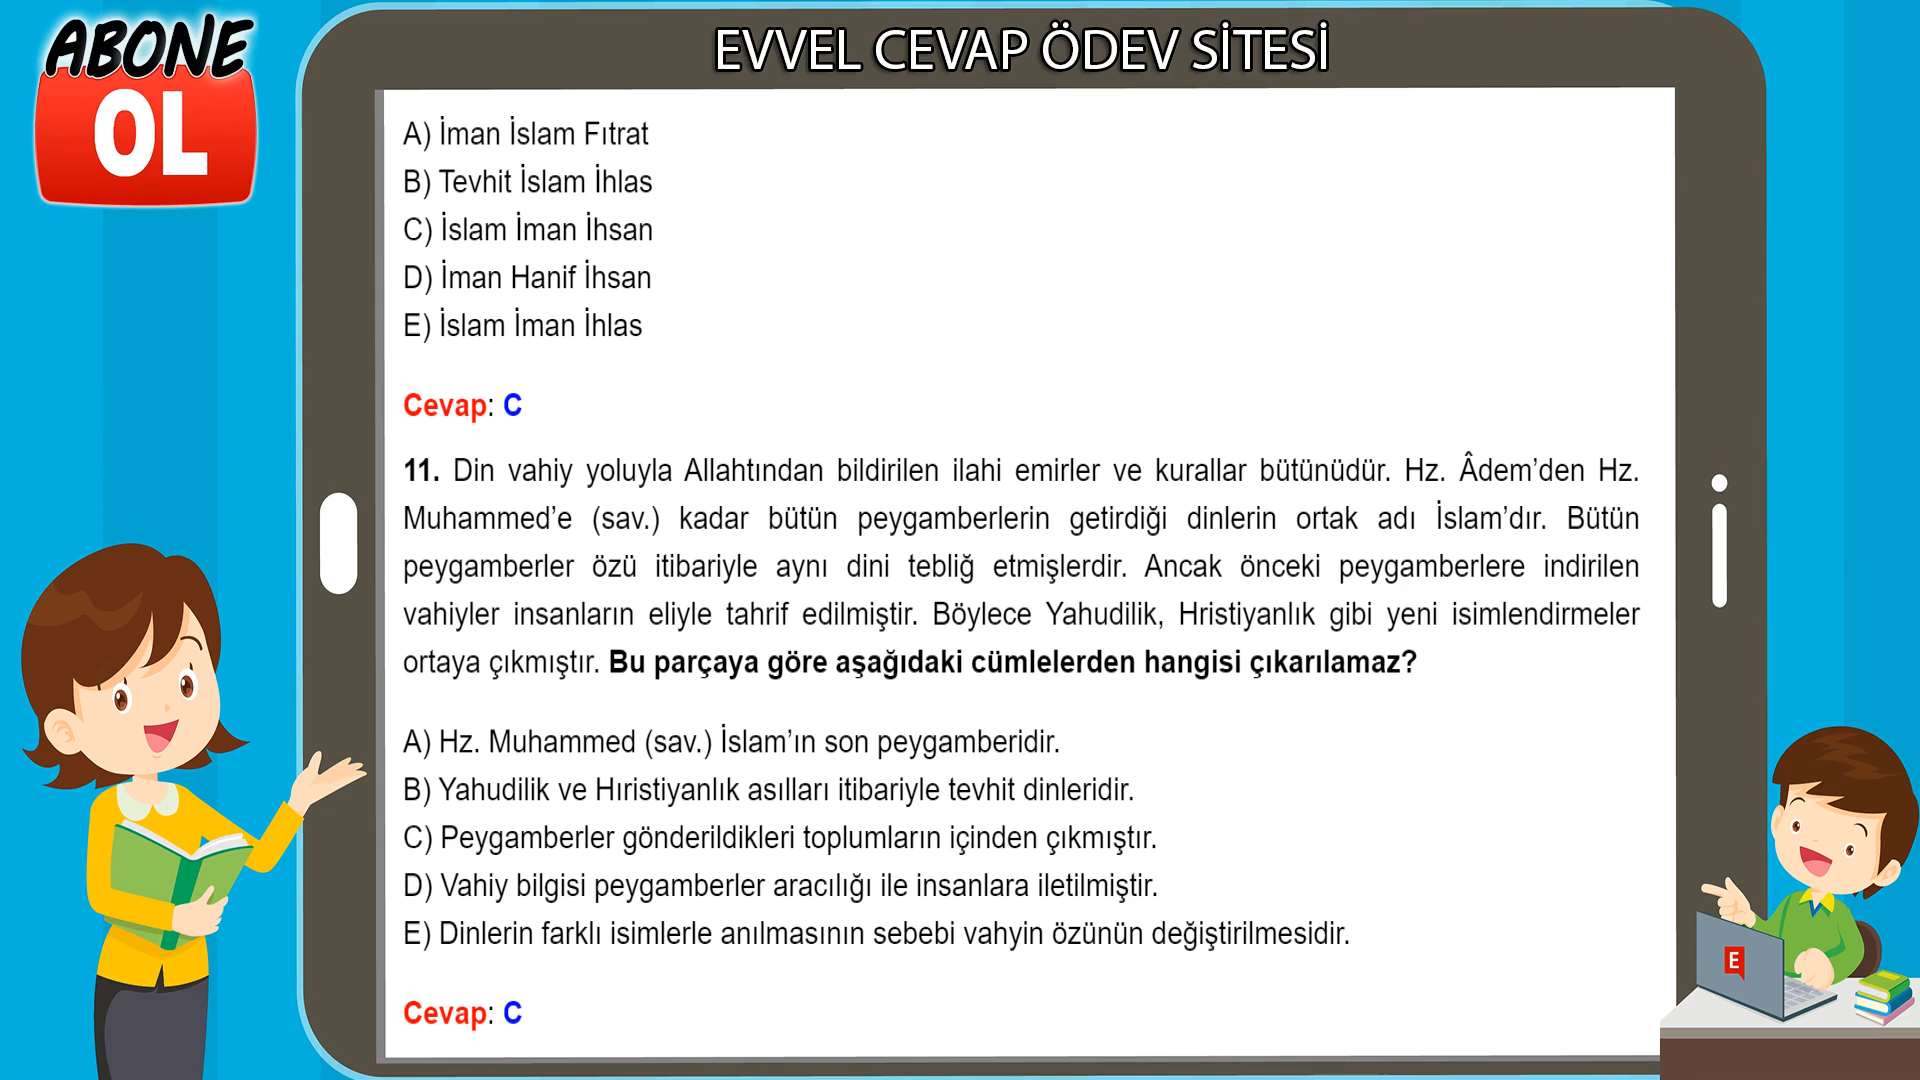 ABONE
OL
EVVEL CEVAP ÖDEV SİTESİ
A) İman İslam Fıtrat
B) Tevhit İslam İhlas
C) İslam İman İhsan
D) İman Hanif İhsan
E) İslam İman İhlas
Cevap: C
11. Din vahiy yoluyla Allahtından bildirilen ilahi emirler ve kurallar bütünüdür. Hz. Âdem’den Hz.
Muhammed’e (sav.) kadar bütün peygamberlerin getirdiği dinlerin ortak adı İslam’dır. Bütün
peygamberler özü itibariyle aynı dini tebliğ etmişlerdir. Ancak önceki peygamberlere indirilen
vahiyler insanların eliyle tahrif edilmiştir. Böylece Yahudilik, Hristiyanlık gibi yeni isimlendirmeler
ortaya çıkmıştır. Bu parçaya göre aşağıdaki cümlelerden hangisi çıkarılamaz?
A) Hz. Muhammed (sav.) İslam’ın son peygamberidir.
B) Yahudilik ve Hıristiyanlık asılları itibariyle tevhit dinleridir.
C) Peygamberler gönderildikleri toplumların içinden çıkmıştır.
D) Vahiy bilgisi peygamberler aracılığı ile insanlara iletilmiştir.
E) Dinlerin farklı isimlerle anılmasının sebebi vahyin özünün değiştirilmesidir.
Cevap: C
E